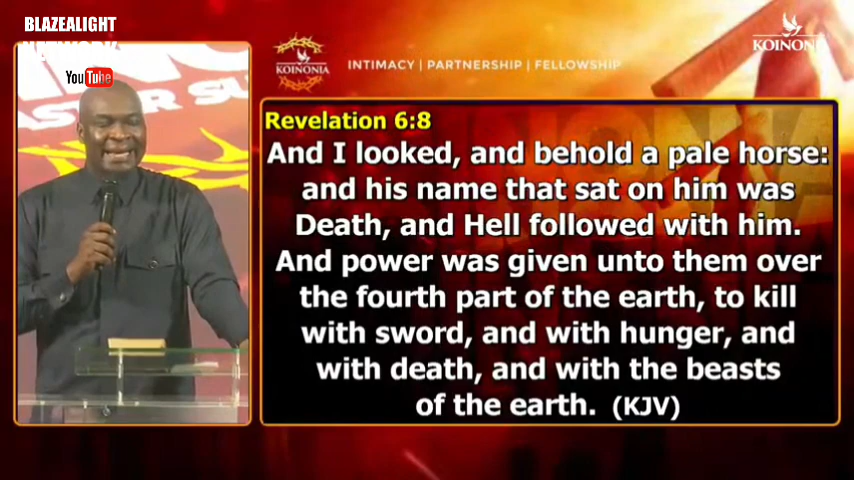 BLAZEALIGHT
NETWORK
YouTube
KOINONIA
INTIMACY | PARTNERSHIP | FELLOWSHIP
KOINONIA
Revelation 6:8
And I looked, and behold a pale horse:
and his name that sat on him was
Death, and Hell followed with him.
And power was given unto them over
the fourth part of the earth, to kill
with sword, and with hunger, and
with death, and with the beasts
of the earth. (KJV)